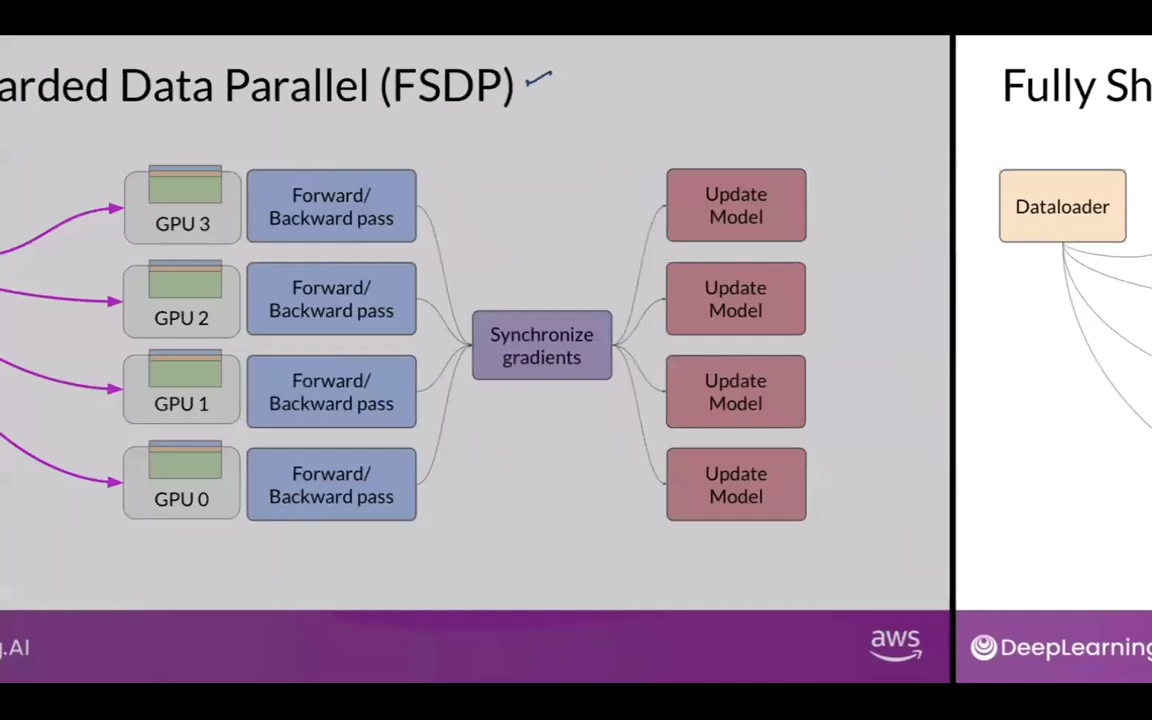 arded Data Parallel (FSDP)
GPU 3
Forward/
Backward pass
Update
Model
GPU 2
Forward/
Backward pass
Update
Model
Synchronize
gradients
GPU 1
Forward/
Backward pass
Update
Model
GPU 0
Forward/
Backward pass
Update
Model
g.AI
aws
Fully Sh
Dataloader
DeepLearning